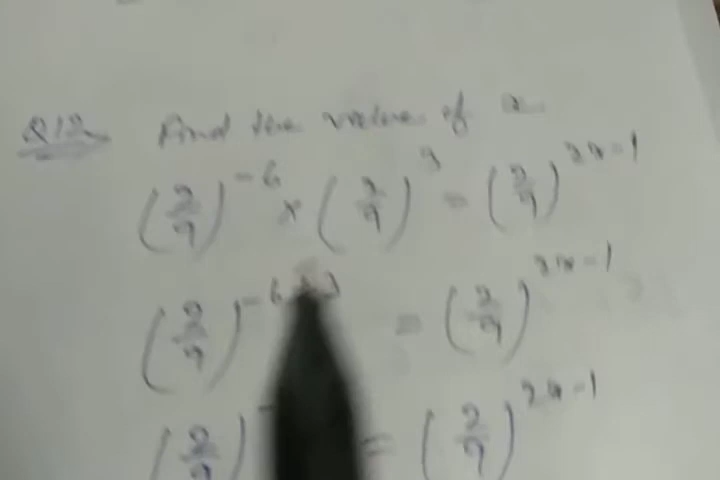 Q12 Find the value of x.
(2/9)^-6 × (2/9)^3 = (2/9)^2x-1
(2/9)^-6+3 = (2/9)^2x-1
(2/9)^- = (2/9)^2x-1